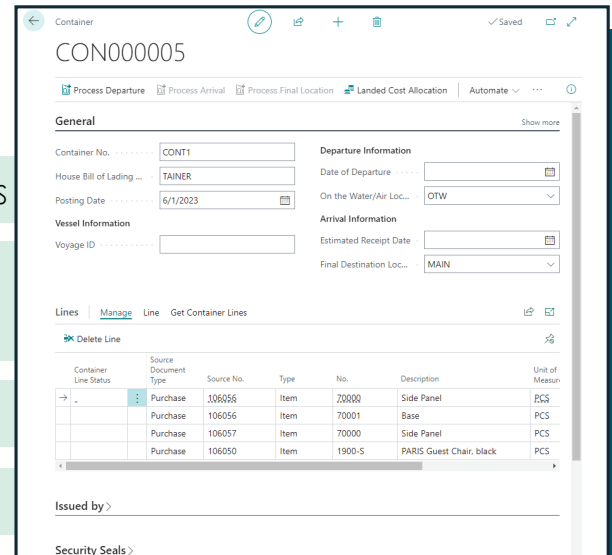 Container
Saved
CON000005
Process Departure Process Arrival Process Final Location Landed Cost Allocation Automate ...
General
Show more
Container No. CONT1
House Bill of Lading ... TAINER
Posting Date 6/1/2023
Vessel Information
Voyage ID
Departure Information
Date of Departure
On the Water/Air Loc... OTW
Arrival Information
Estimated Receipt Date
Final Destination Loc... MAIN
S
Lines Manage Line Get Container Lines
Delete Line
Container Line Status Source Document Type Source No. Type No. Description Unit of Measure
- Purchase 106056 Item 70000 Side Panel PCS
Purchase 106056 Item 70001 Base PCS
Purchase 106057 Item 70000 Side Panel PCS
Purchase 106050 Item 1900-S PARIS Guest Chair, black PCS
Issued by >
Security Seals >